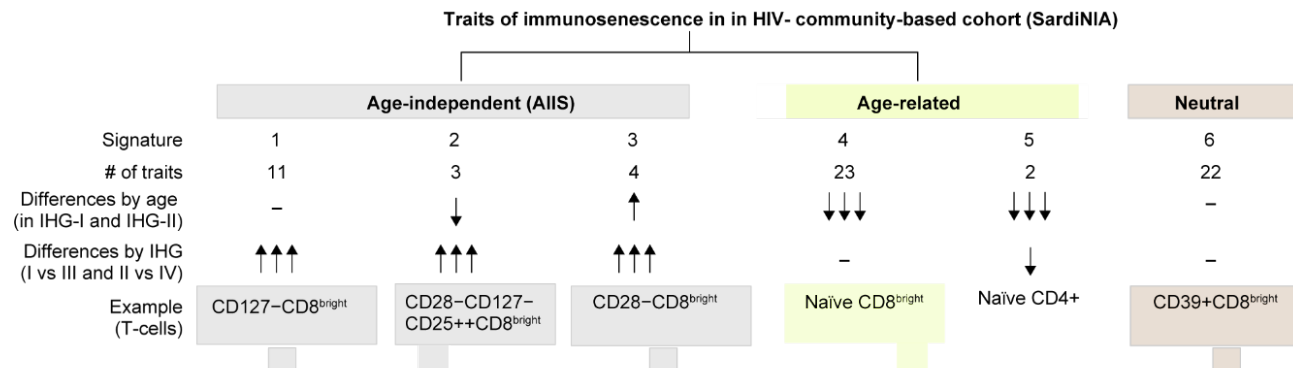 Traits of immunosenescence in in HIV- community-based cohort (SardiNIA)
Age-independent (AIIS) Age-related Neutral
Signature 1 2 3 4 5 6
# of traits 11 3 4 23 2 22
Differences by age
(in IHG-I and IHG-II) – ↓ ↑ ↓↓↓ ↓↓↓ –
Differences by IHG
(I vs III and II vs IV) ↑↑↑ ↑↑↑ ↑↑↑ – ↓ –
Example
(T-cells)
CD127−CD8bright
CD28−CD127−
CD25++CD8bright
CD28−CD8bright
Naïve CD8bright
Naïve CD4+
CD39+CD8bright